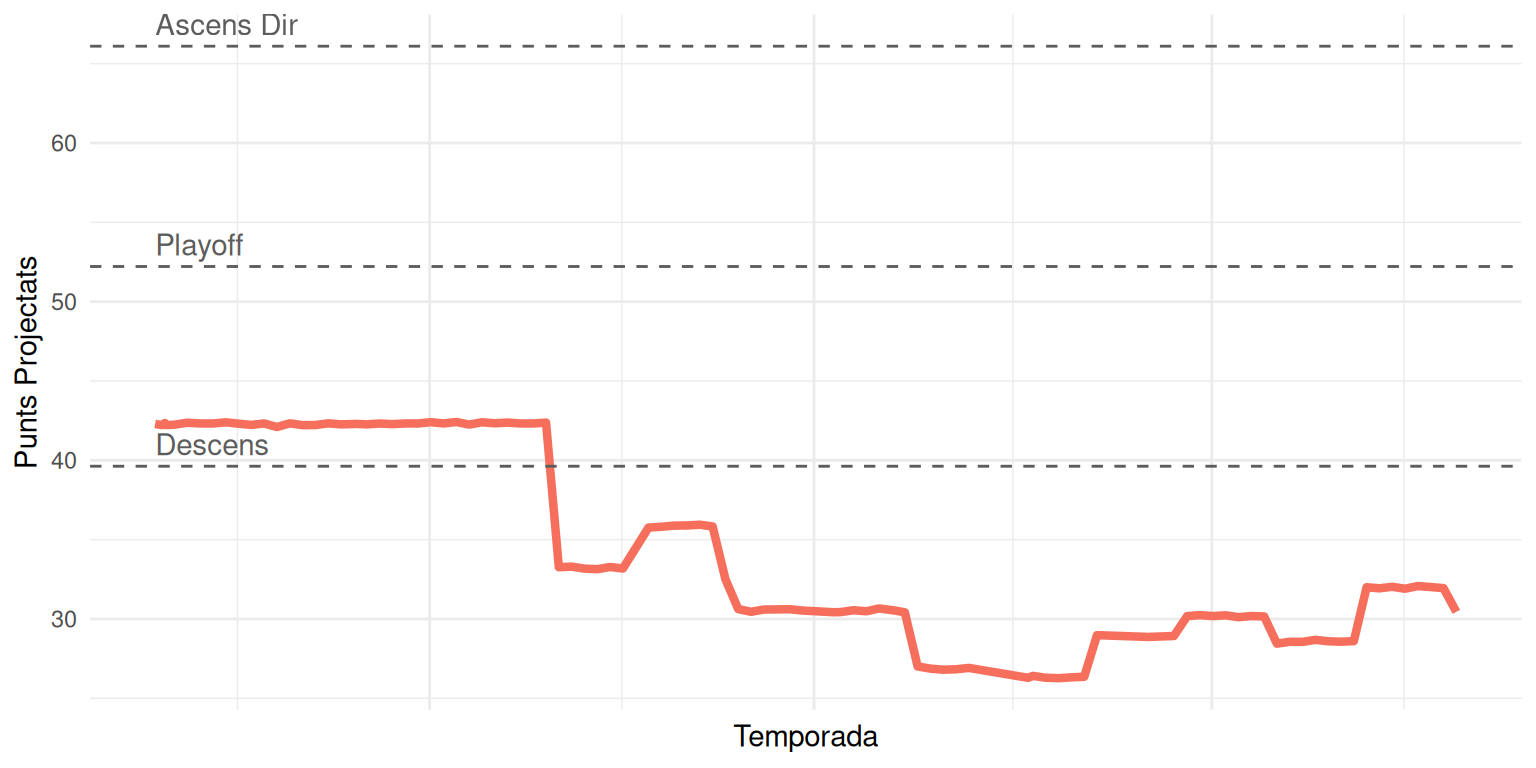 Ascens Dir
60
Playoff
50
Punts Projectats
Descens
40
30
Temporada